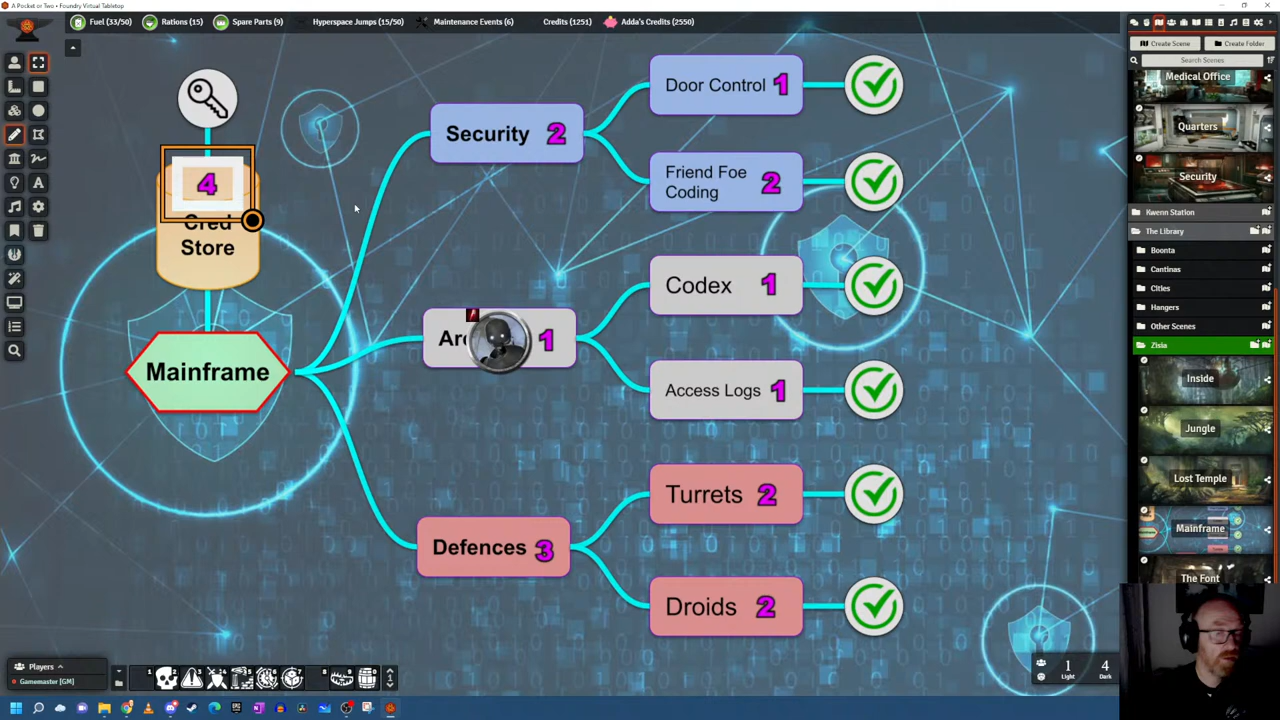 A Pocket or Two • Foundry Virtual Tabletop
Fuel (33/50)
Rations (15)
Spare Parts (9)
Hyperspace Jumps (15/50)
Maintenance Events (6)
Credits (1251)
Adda's Credits (2550)
Create Scene
Create Folder
Search Scenes
Medical Office
Quarters
Security
Kwenn Station
The Library
Boonta
Cantinas
Cities
Hangers
Other Scenes
Zisia
Inside
Jungle
Lost Temple
Mainframe
The Font
4
Cred
Store
Mainframe
Security 2
Door Control 1
Friend Foe
Coding 2
1
Codex 1
Access Logs 1
Defences 3
Turrets 2
Droids 2
Players
Gamemaster [GM]
1
Light
4
Dark